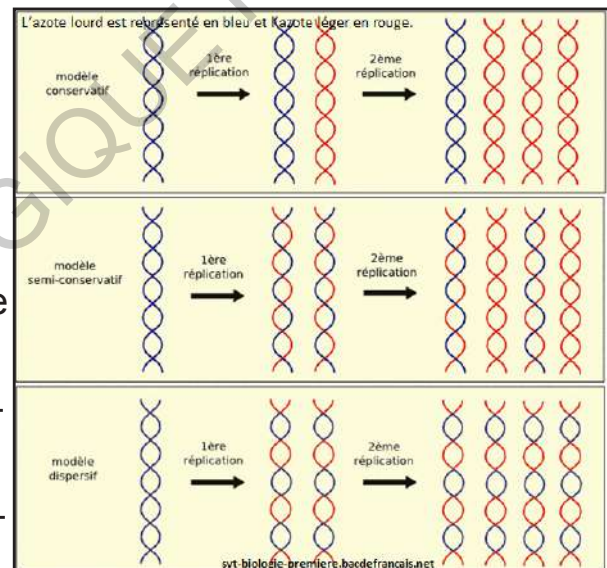 L'azote lourd est représenté en bleu et l'azote léger en rouge.
modèle
conservatif
1ère
réplication
2ème
réplication
modèle
semi-conservatif
1ère
réplication
2ème
réplication
modèle
dispersif
1ère
réplication
2ème
réplication
svt-biologie-premiere.bacdefrancais.net